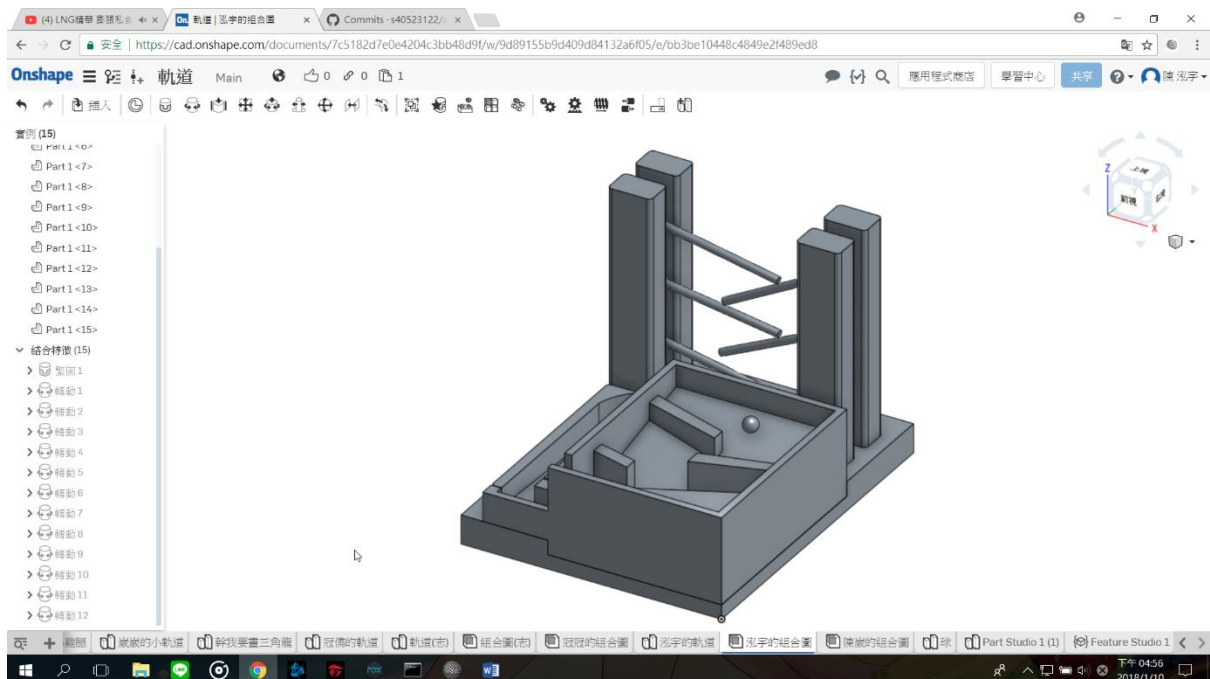 (4) LNG精華
軌道 | 泓宇的組合圖
Commits · s40523122/
安全 | https://cad.onshape.com/documents/7c5182d7e0e4204c3bb48d9f/w/9d89155b9d409d84132a6f05/e/bb3be10448c4849e2f489ed8
Onshape 軌道 Main 0 0 1 應用程式商店 學習中心 共享 陳 泓宇
插入
實例 (15)
Part 1 <6>
Part 1 <7>
Part 1 <8>
Part 1 <9>
Part 1 <10>
Part 1 <11>
Part 1 <12>
Part 1 <13>
Part 1 <14>
Part 1 <15>
結合特徵 (15)
緊固 1
轉動 1
轉動 2
轉動 3
轉動 4
轉動 5
轉動 6
轉動 7
轉動 8
轉動 9
轉動 10
轉動 11
轉動 12
Z
上視
前視
X
崴崴的小軌道 幹我要畫三角龍 冠儒的軌道 軌道(志) 組合圖(志) 冠冠的組合圖 泓宇的軌道 泓宇的組合圖 陳崴的組合圖 球 Part Studio 1 (1) Feature Studio 1
下午 04:56
2018/1/10